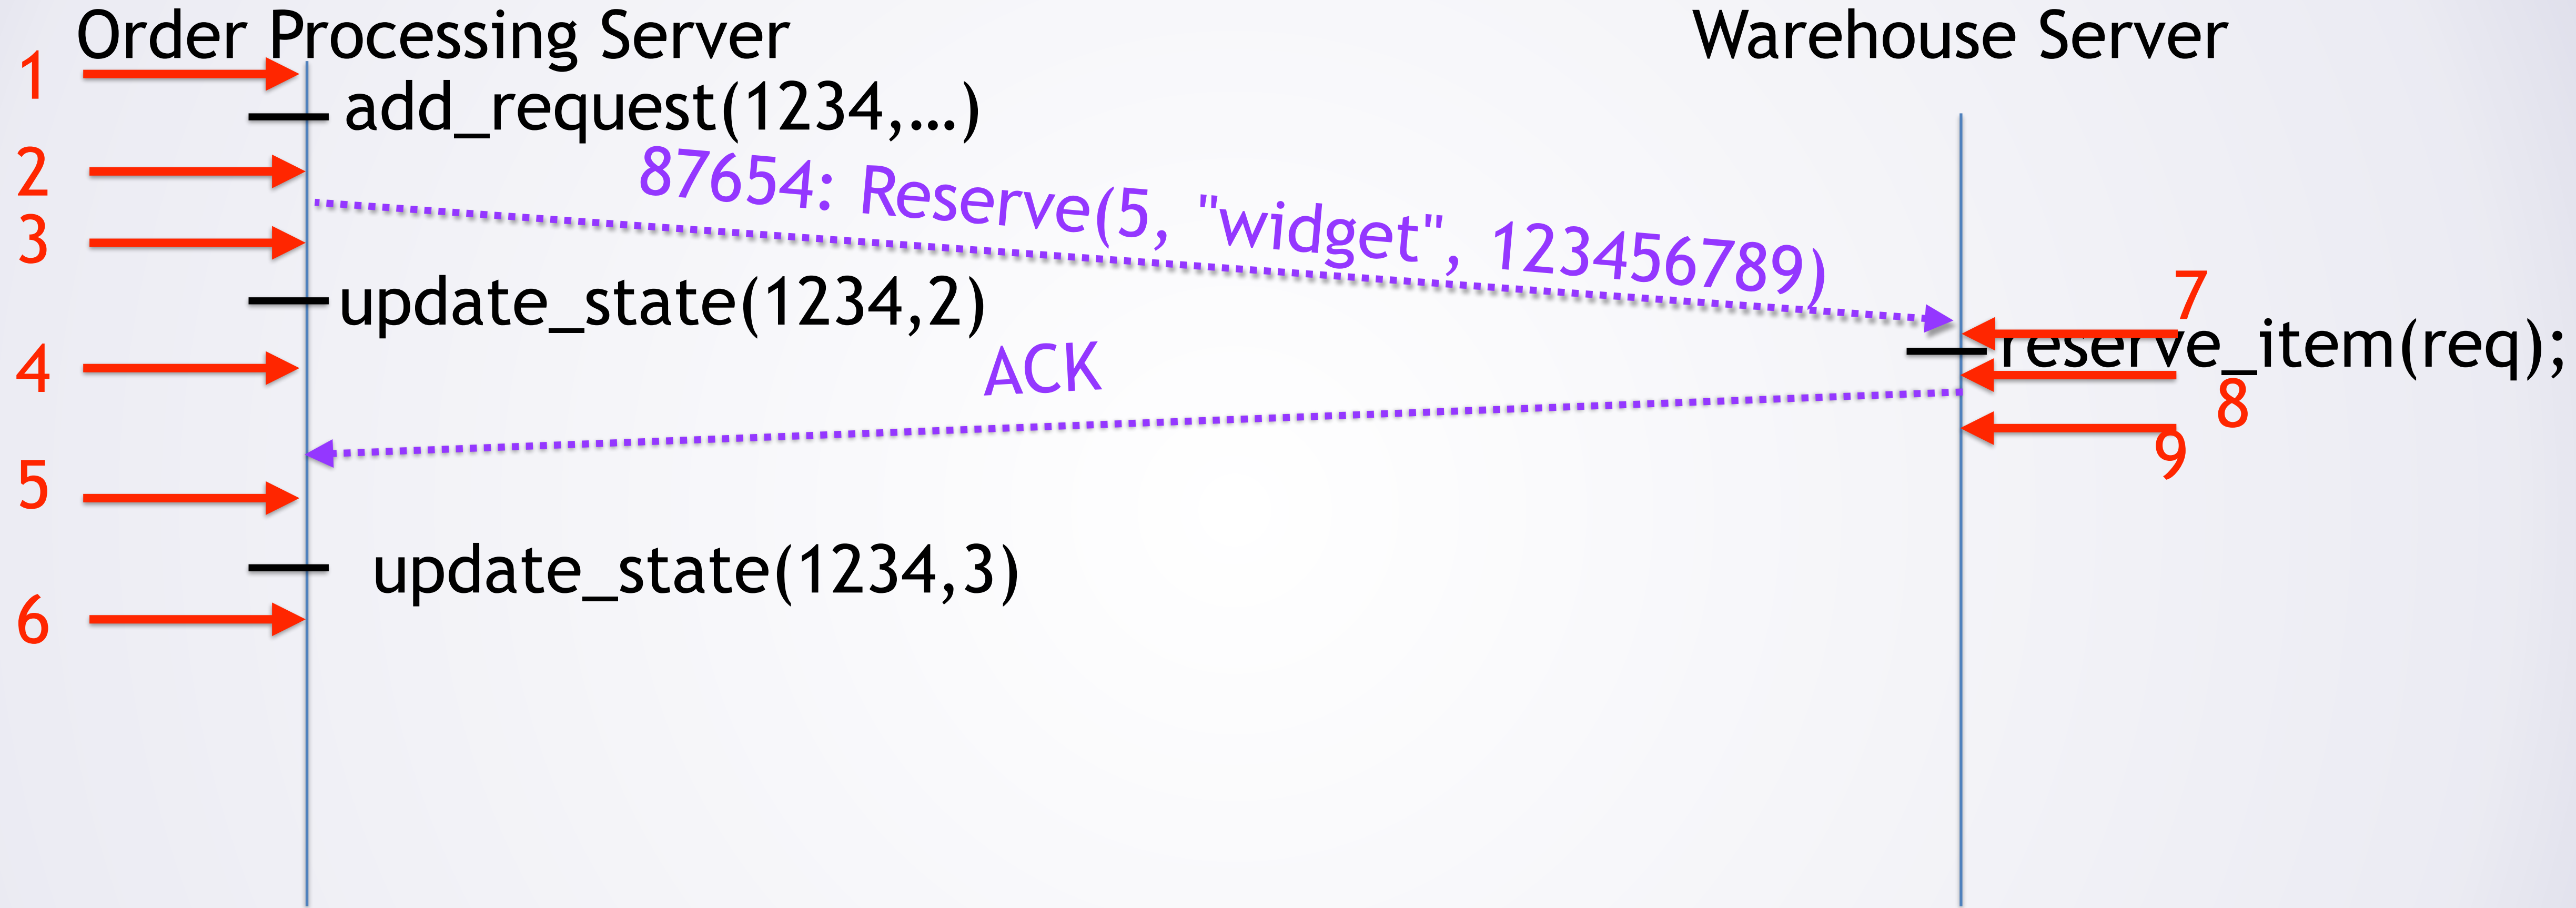 Order Processing Server
Warehouse Server
1
add_request(1234,…)
2
87654: Reserve(5, "widget", 123456789)
3
update_state(1234,2)
7
reserve_item(req);
4
ACK
8
9
5
update_state(1234,3)
6